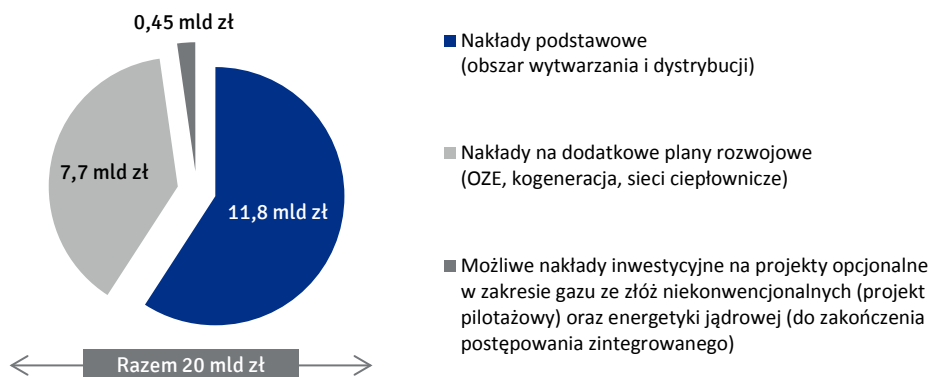 0,45 mld zł
7,7 mld zł
11,8 mld zł
Razem 20 mld zł
Nakłady podstawowe
(obszar wytwarzania i dystrybucji)
Nakłady na dodatkowe plany rozwojowe
(OZE, kogeneracja, sieci ciepłownicze)
Możliwe nakłady inwestycyjne na projekty opcjonalne
w zakresie gazu ze złóż niekonwencjonalnych (projekt
pilotażowy) oraz energetyki jądrowej (do zakończenia
postępowania zintegrowanego)